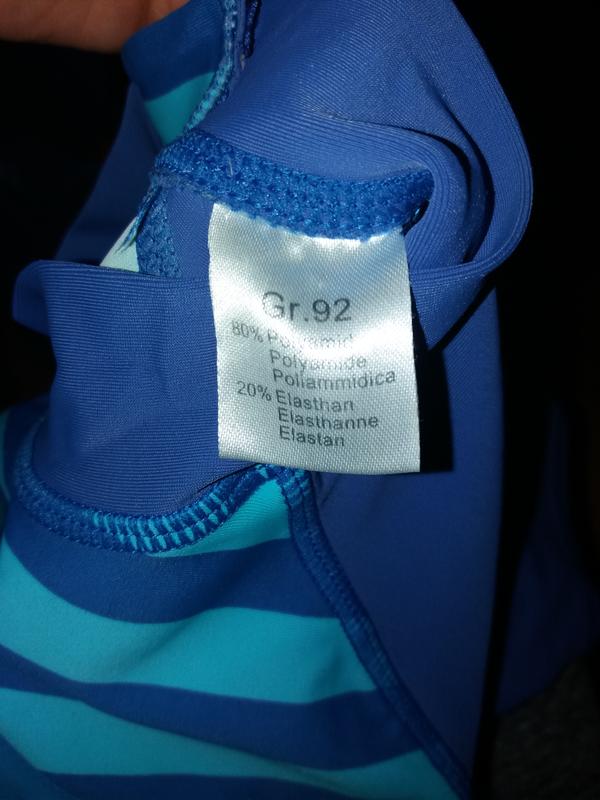 Gr.92
80% Polyamid
Polyamide
Poliammidica
20% Elasthan
Elasthanne
Elastan